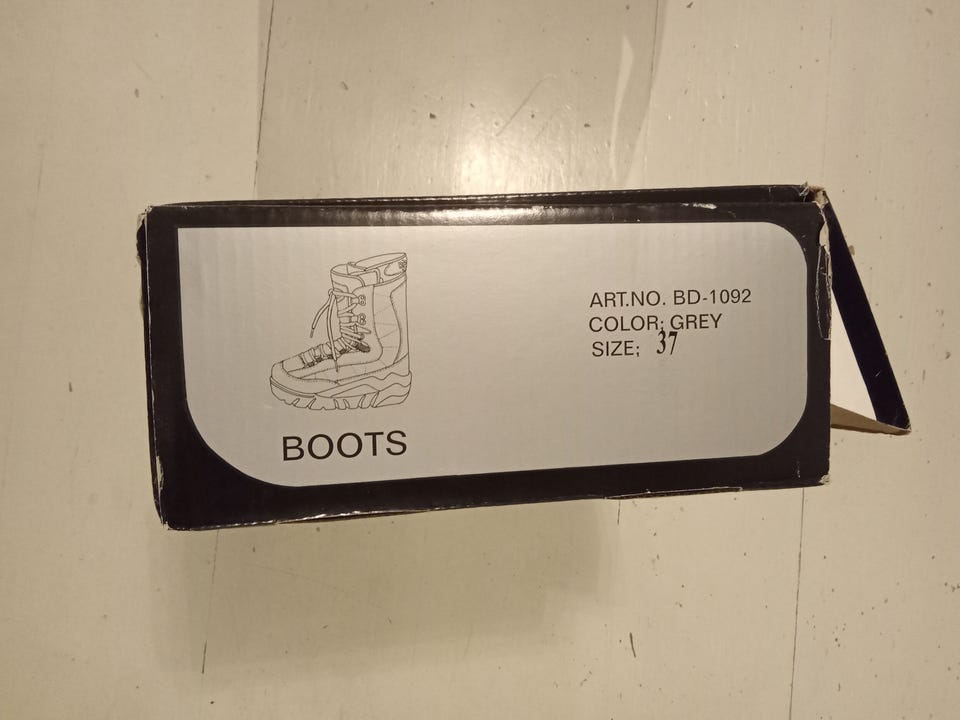 ART.NO. BD-1092
COLOR: GREY
SIZE; 37
BOOTS